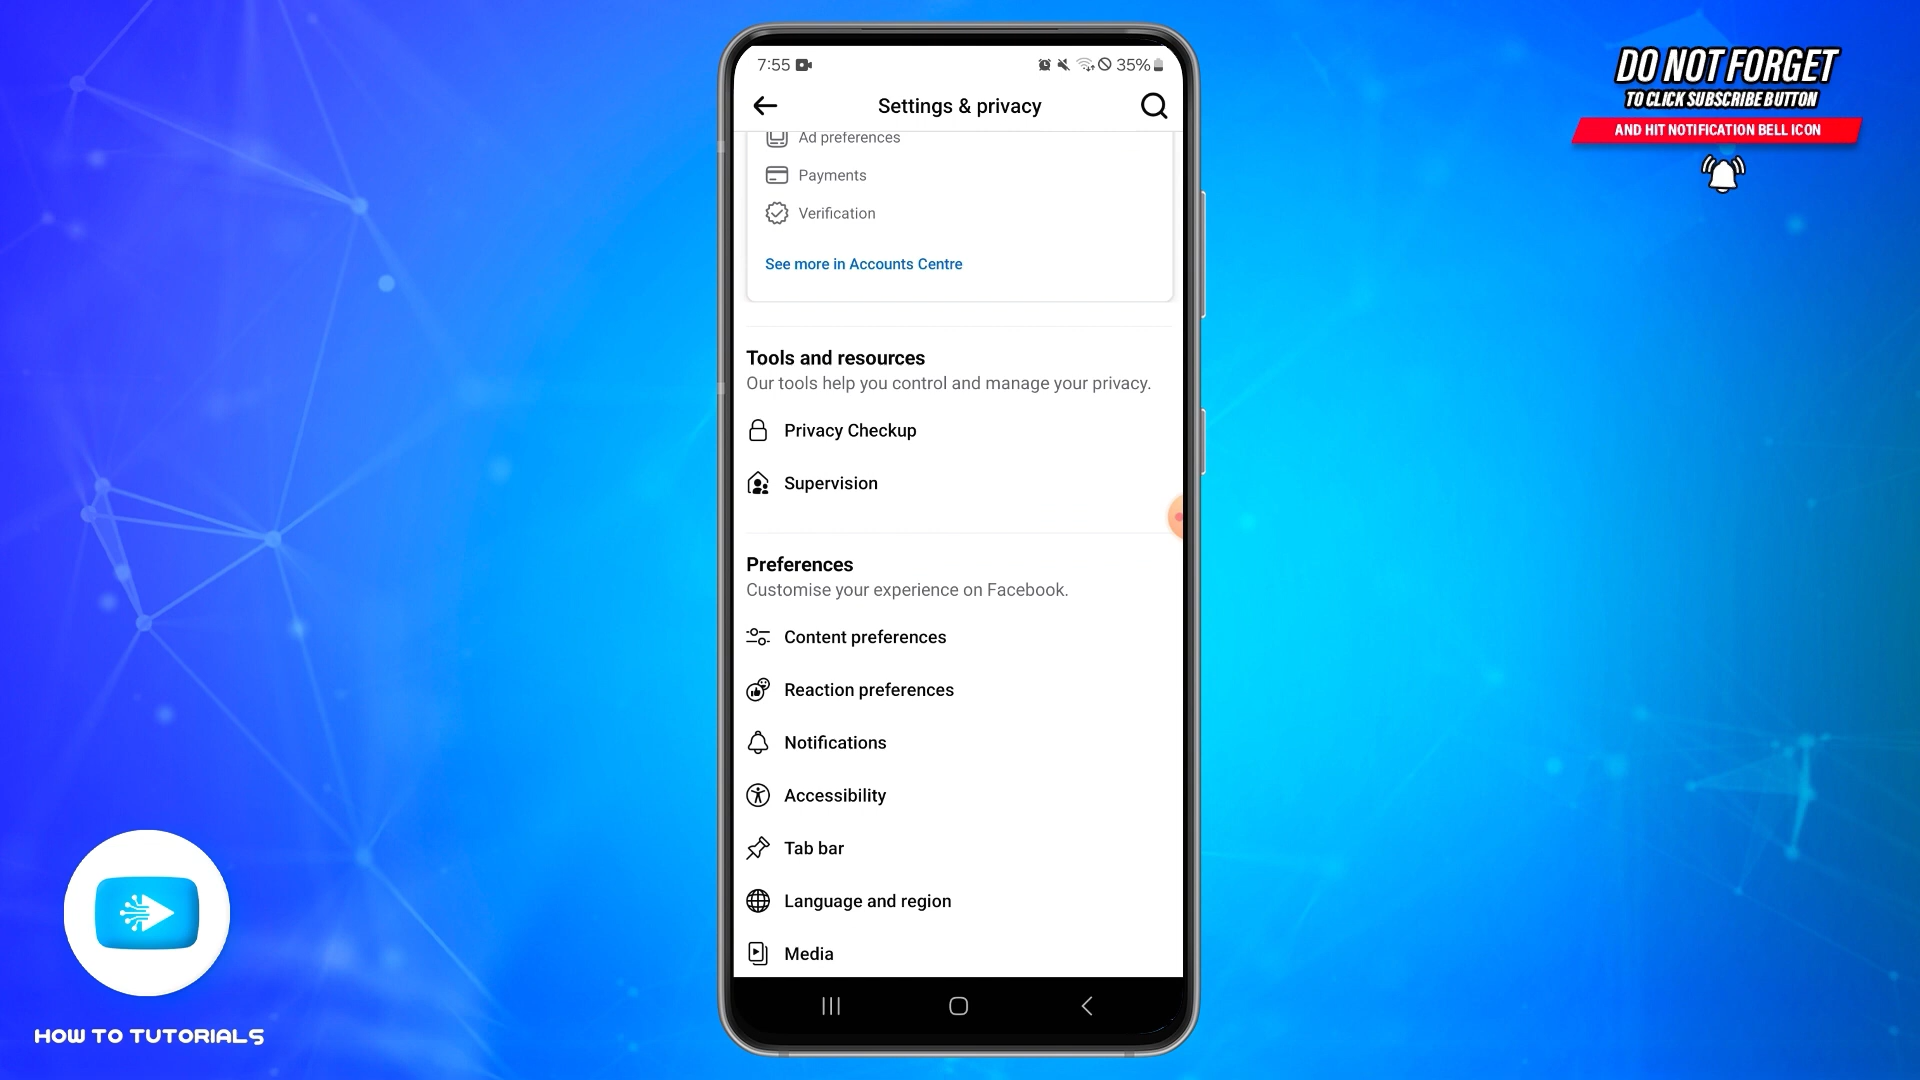 DO NOT FORGET
TO CLICK SUBSCRIBE BUTTON
AND HIT NOTIFICATION BELL ICON
7:55
35%
Settings & privacy
Ad preferences
Payments
Verification
See more in Accounts Centre
Tools and resources
Our tools help you control and manage your privacy.
Privacy Checkup
Supervision
Preferences
Customise your experience on Facebook.
Content preferences
Reaction preferences
Notifications
Accessibility
Tab bar
Language and region
Media
HOW TO TUTORIALS